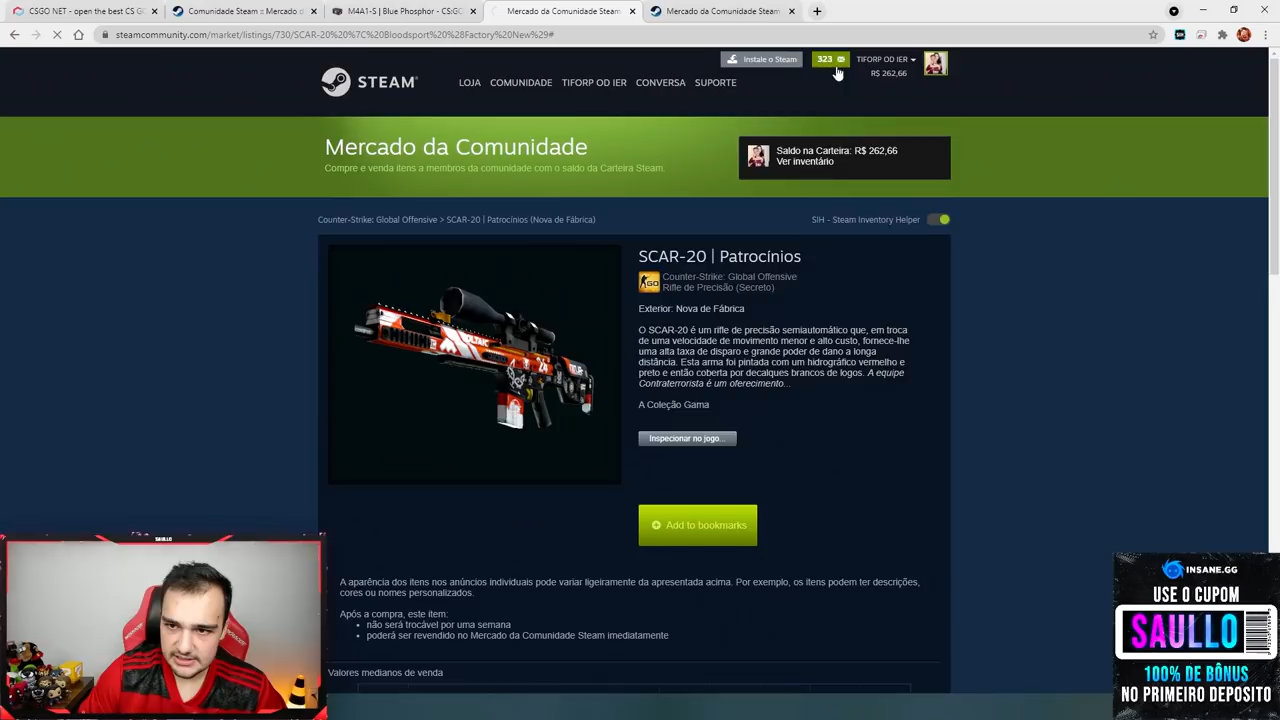 CSGO NET - open the best CS GO
Comunidade Steam :: Mercado d
M4A1-S | Blue Phosphor - CS:GO
Mercado da Comunidade Steam
Mercado da Comunidade Steam
steamcommunity.com/market/listings/730/SCAR-20%20%7C%20Bloodsport%20%28Factory%20New%29#
Instale o Steam
323
TIFORP OD IER
R$ 262,66
STEAM
LOJA COMUNIDADE TIFORP OD IER CONVERSA SUPORTE
Mercado da Comunidade
Compre e venda itens a membros da comunidade com o saldo da Carteira Steam.
Saldo na Carteira: R$ 262,66
Ver inventário
Counter-Strike: Global Offensive > SCAR-20 | Patrocínios (Nova de Fábrica)
SIH - Steam Inventory Helper
SCAR-20 | Patrocínios
Counter-Strike: Global Offensive
Rifle de Precisão (Secreto)
Exterior: Nova de Fábrica
O SCAR-20 é um rifle de precisão semiautomático que, em troca
de uma velocidade de movimento menor e alto custo, fornece-lhe
uma alta taxa de disparo e grande poder de dano a longa
distância. Esta arma foi pintada com um hidrográfico vermelho e
preto e então coberta por decalques brancos de logos. A equipe
Contraterrorista é um oferecimento...
A Coleção Gama
Inspecionar no jogo...
Add to bookmarks
A aparência dos itens nos anúncios individuais pode variar ligeiramente da apresentada acima. Por exemplo, os itens podem ter descrições,
cores ou nomes personalizados.
Após a compra, este item:
não será trocável por uma semana
poderá ser revendido no Mercado da Comunidade Steam imediatamente
Valores medianos de venda
SAULLO
INSANE.GG
USE O CUPOM
SAULLO
100% DE BÔNUS
NO PRIMEIRO DEPOSITO